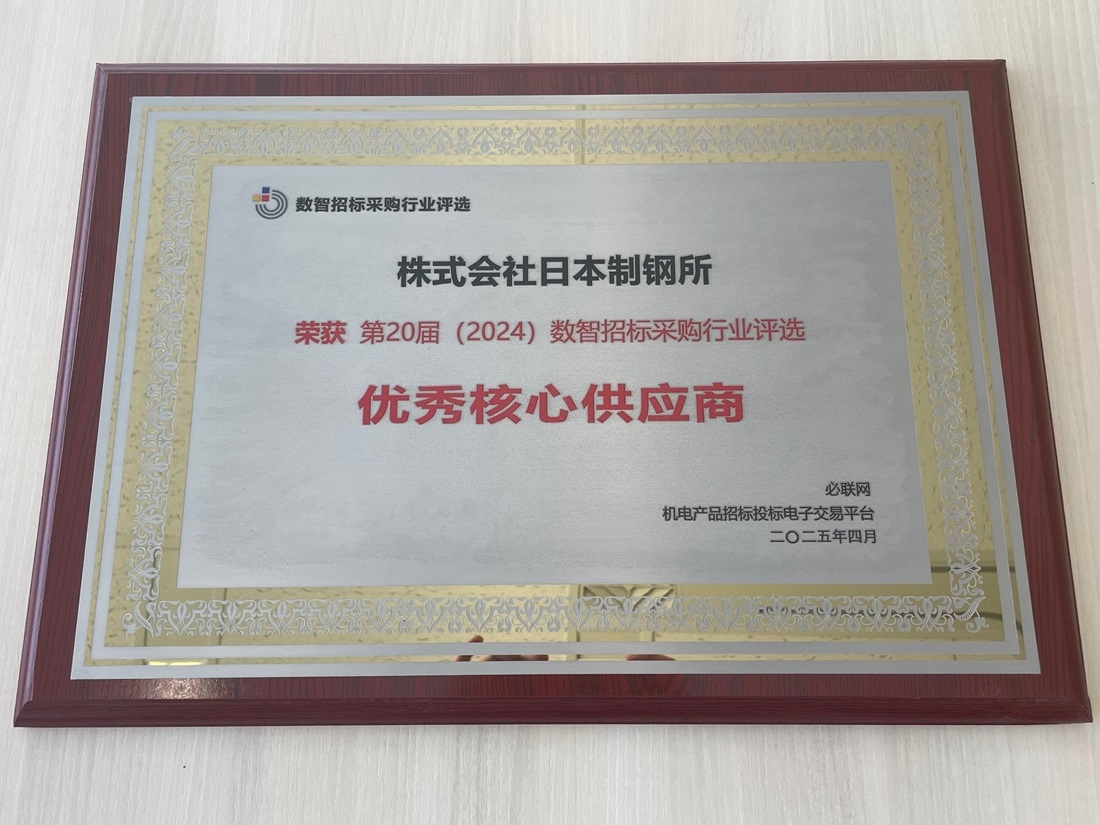 数智招标采购行业评选
株式会社日本制钢所
荣获 第20届（2024）数智招标采购行业评选
优秀核心供应商
必联网
机电产品招标投标电子交易平台
二〇二五年四月